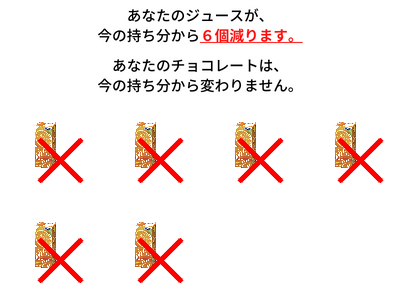 あなたのジュースが、
今の持ち分から６個減ります。
あなたのチョコレートは、
今の持ち分から変わりません。